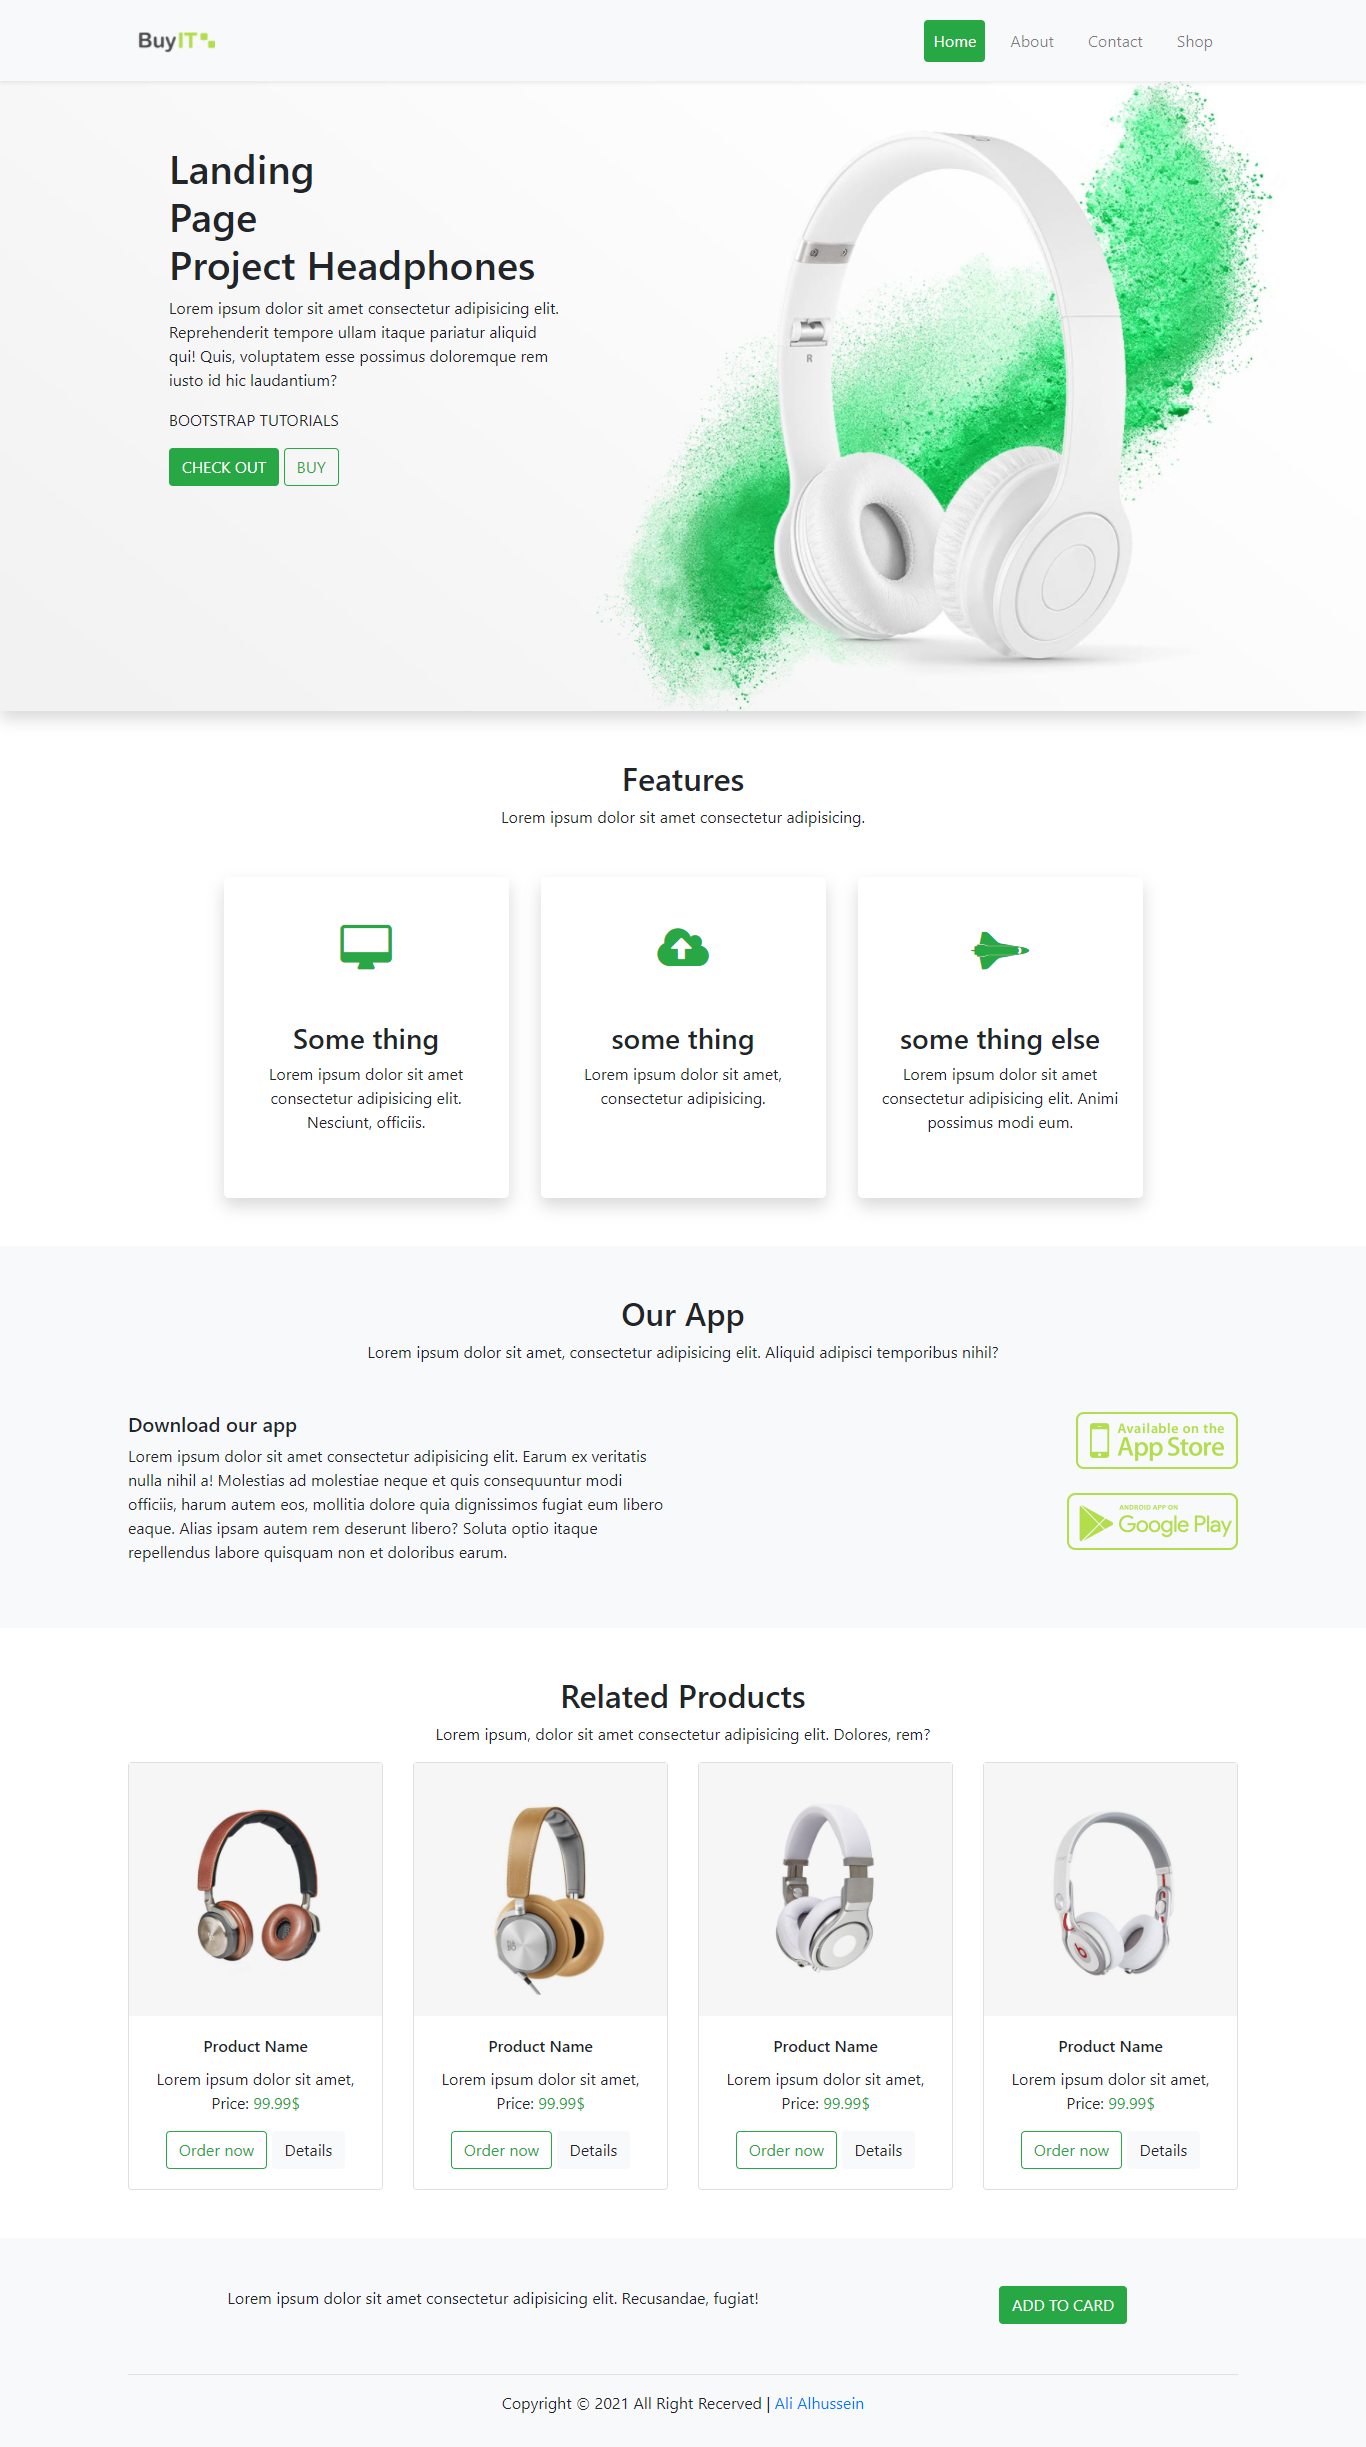 BuyIT
Home
About
Contact
Shop
Landing
Page
Project Headphones
Lorem ipsum dolor sit amet consectetur adipisicing elit.
Reprehenderit tempore ullam itaque pariatur aliquid
qui! Quis, voluptatem esse possimus doloremque rem
iusto id hic laudantium?
BOOTSTRAP TUTORIALS
CHECK OUT
BUY
R
Features
Lorem ipsum dolor sit amet consectetur adipisicing.
Some thing
Lorem ipsum dolor sit amet
consectetur adipisicing elit.
Nesciunt, officiis.
some thing
Lorem ipsum dolor sit amet,
consectetur adipisicing.
some thing else
Lorem ipsum dolor sit amet
consectetur adipisicing elit. Animi
possimus modi eum.
Our App
Lorem ipsum dolor sit amet, consectetur adipisicing elit. Aliquid adipisci temporibus nihil?
Download our app
Lorem ipsum dolor sit amet consectetur adipisicing elit. Earum ex veritatis
nulla nihil a! Molestias ad molestiae neque et quis consequuntur modi
officiis, harum autem eos, mollitia dolore quia dignissimos fugiat eum libero
eaque. Alias ipsam autem rem deserunt libero? Soluta optio itaque
repellendus labore quisquam non et doloribus earum.
Available on the
App Store
ANDROID APP ON
Google Play
Related Products
Lorem ipsum, dolor sit amet consectetur adipisicing elit. Dolores, rem?
Product Name
Lorem ipsum dolor sit amet,
Price: 99.99$
Order now
Details
Product Name
Lorem ipsum dolor sit amet,
Price: 99.99$
Order now
Details
Product Name
Lorem ipsum dolor sit amet,
Price: 99.99$
Order now
Details
Product Name
Lorem ipsum dolor sit amet,
Price: 99.99$
Order now
Details
Lorem ipsum dolor sit amet consectetur adipisicing elit. Recusandae, fugiat!
ADD TO CARD
Copyright © 2021 All Right Recerved | Ali Alhussein